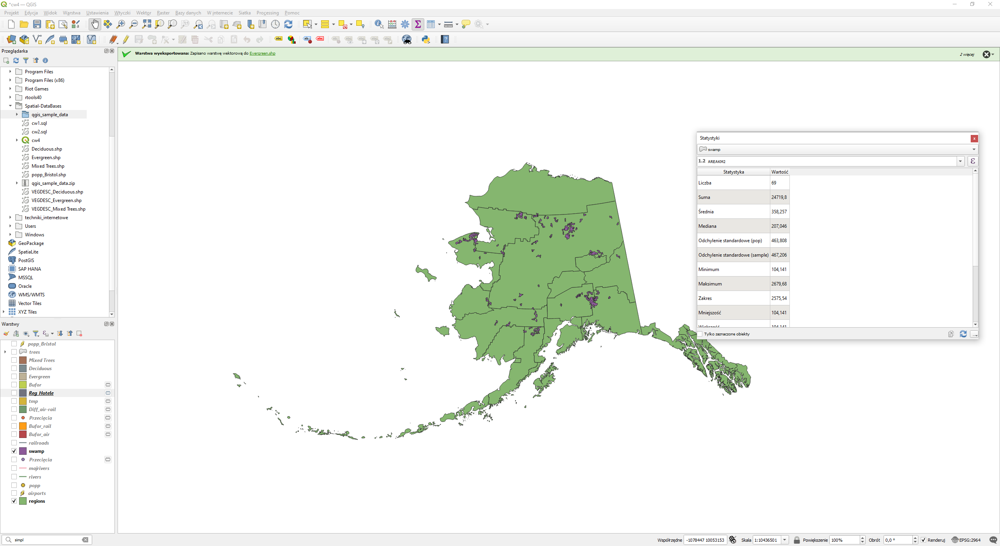 *cw4 — QGIS
Projekt Edycja Widok Warstwa Ustawienia Wtyczki Wektor Raster Bazy danych W internecie Siatka Processing Pomoc
Przeglądarka
Program Files
Program Files (x86)
Riot Games
rtools40
Spatial-DataBases
qgis_sample_data
cw1.sql
cw2.sql
cw4
Deciduous.shp
Evergreen.shp
Mixed Trees.shp
popp_Bristol.shp
qgis_sample_data.zip
VEGDESC_Deciduous.shp
VEGDESC_Evergreen.shp
VEGDESC_Mixed Trees.shp
techniki_internetowe
Users
Windows
GeoPackage
SpatiaLite
PostGIS
SAP HANA
MSSQL
Oracle
WMS/WMTS
Vector Tiles
XYZ Tiles
Warstwy
popp_Bristol
trees
Mixed Trees
Deciduous
Evergreen
Bufor
Reg_Hotele
tmp
Diff_air-rail
Przecięcia
Bufor_rail
Bufor_air
railroads
swamp
Przecięcia
majrivers
rivers
popp
airports
regions
Warstwa wyeksportowana: Zapisano warstwę wektorową do Evergreen.shp
2 więcej
Statystyki
swamp
1.2 AREAKM2
Statystyka Wartość
Liczba 69
Suma 24719,8
Średnia 358,257
Mediana 207,046
Odchylenie standardowe (pop) 463,808
Odchylenie standardowe (sample) 467,206
Minimum 104,141
Maksimum 2679,68
Zakres 2575,54
Mniejszość 104,141
Większość 104,141
Tylko zaznaczone obiekty
simpl
Współrzędne -1078447 10053153 Skala 1:10436501 Powiększenie 100% Obrót 0,0 ° Renderuj EPSG:2964